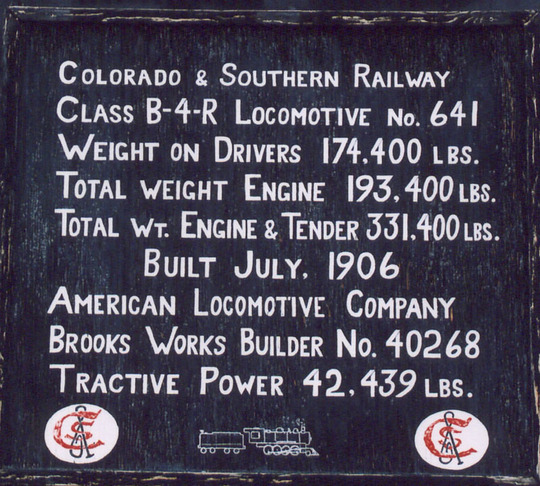 Colorado & Southern Railway
Class B-4-R Locomotive No. 641
Weight on Drivers 174,400 lbs.
Total weight Engine 193,400 lbs.
Total wt. Engine & Tender 331,400 lbs.
Built July, 1906
American Locomotive Company
Brooks Works Builder No. 40268
Tractive Power 42,439 lbs.